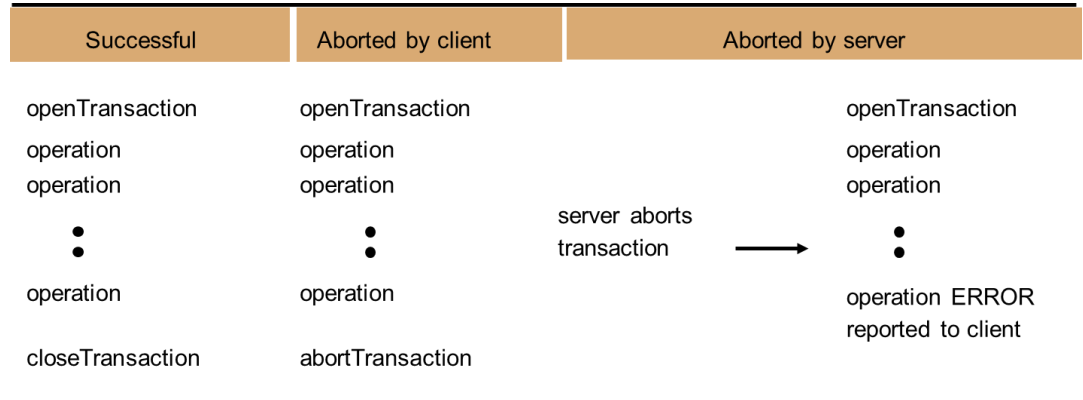 Successful Aborted by client Aborted by server
openTransaction openTransaction openTransaction
operation operation operation
operation operation operation
server aborts
transaction
operation operation operation ERROR
reported to client
closeTransaction abortTransaction